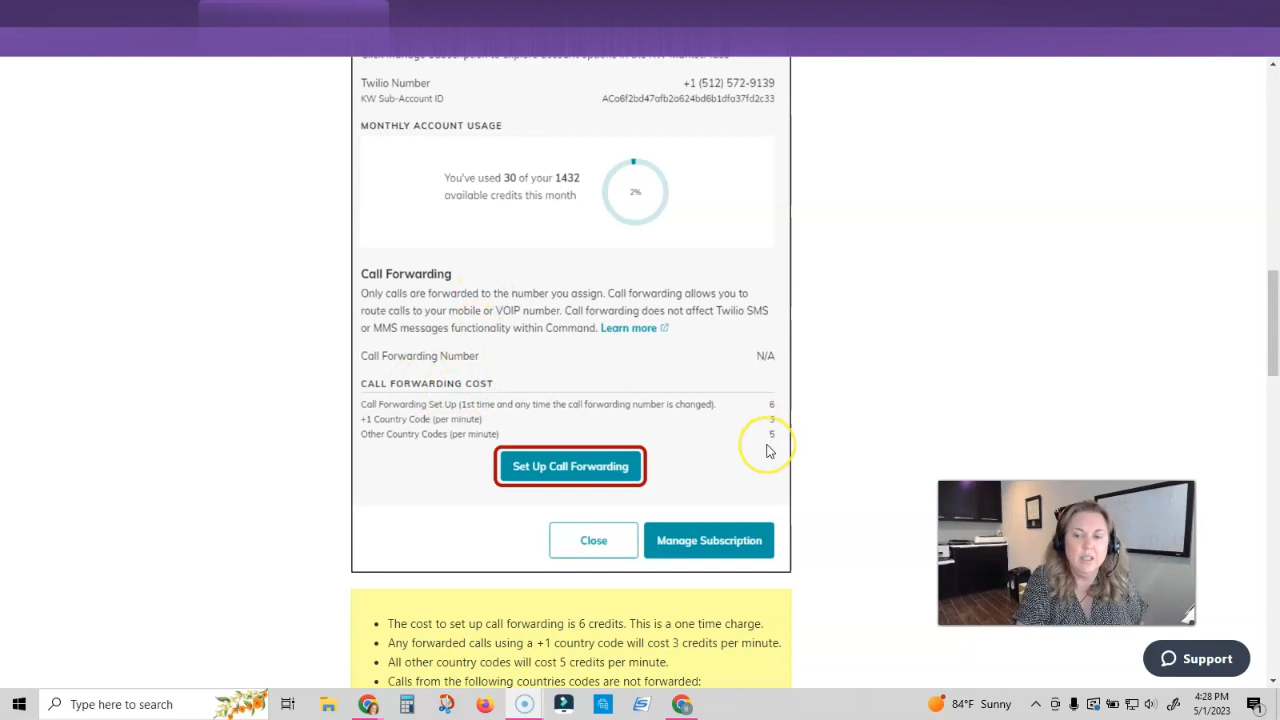 Twilio Number +1 (512) 572-9139
KW Sub-Account ID ACa6f2bd47afb2a624bd6b1dfa37fd2c33
MONTHLY ACCOUNT USAGE
You've used 30 of your 1432
available credits this month
2%
Call Forwarding
Only calls are forwarded to the number you assign. Call forwarding allows you to
route calls to your mobile or VOIP number. Call forwarding does not affect Twilio SMS
or MMS messages functionality within Command. Learn more
Call Forwarding Number N/A
CALL FORWARDING COST
Call Forwarding Set Up (1st time and any time the call forwarding number is changed). 6
+1 Country Code (per minute) 3
Other Country Codes (per minute) 5
Set Up Call Forwarding
Close
Manage Subscription
• The cost to set up call forwarding is 6 credits. This is a one time charge.
• Any forwarded calls using a +1 country code will cost 3 credits per minute.
• All other country codes will cost 5 credits per minute.
• Calls from the following countries codes are not forwarded:
Support
Type here to search
84°F Sunny
4:28 PM
5/1/2023
1